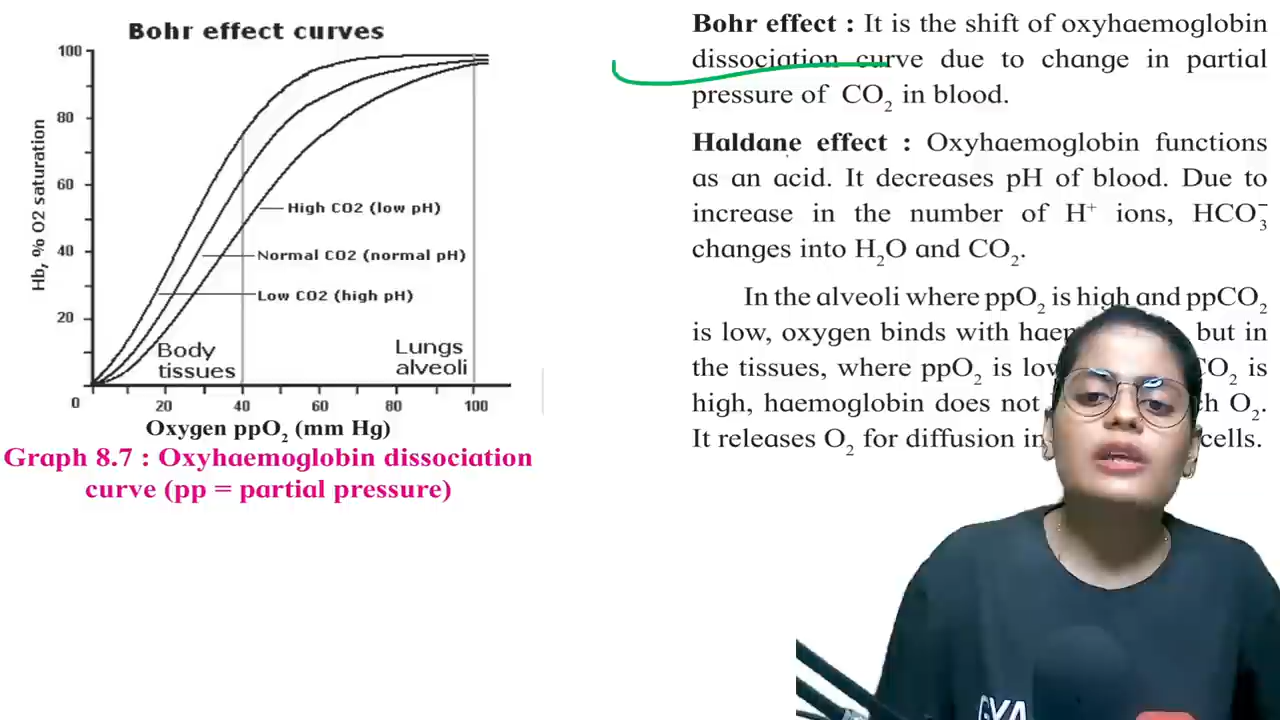 Bohr effect curves
100
80
60
40
20
0
Hb, % O2 saturation
High CO2 (low pH)
Normal CO2 (normal pH)
Low CO2 (high pH)
Body
tissues
Lungs
alveoli
20 40 60 80 100
Oxygen ppO₂ (mm Hg)
Graph 8.7 : Oxyhaemoglobin dissociation
curve (pp = partial pressure)
Bohr effect : It is the shift of oxyhaemoglobin
dissociation curve due to change in partial
pressure of CO₂ in blood.
Haldane effect : Oxyhaemoglobin functions
as an acid. It decreases pH of blood. Due to
increase in the number of H⁺ ions, HCO₃⁻
changes into H₂O and CO₂.
In the alveoli where ppO₂ is high and ppCO₂
is low, oxygen binds with but in
the tissues, where ppO₂ is is
high, haemoglobin does not O₂.
It releases O₂ for diffusion cells.